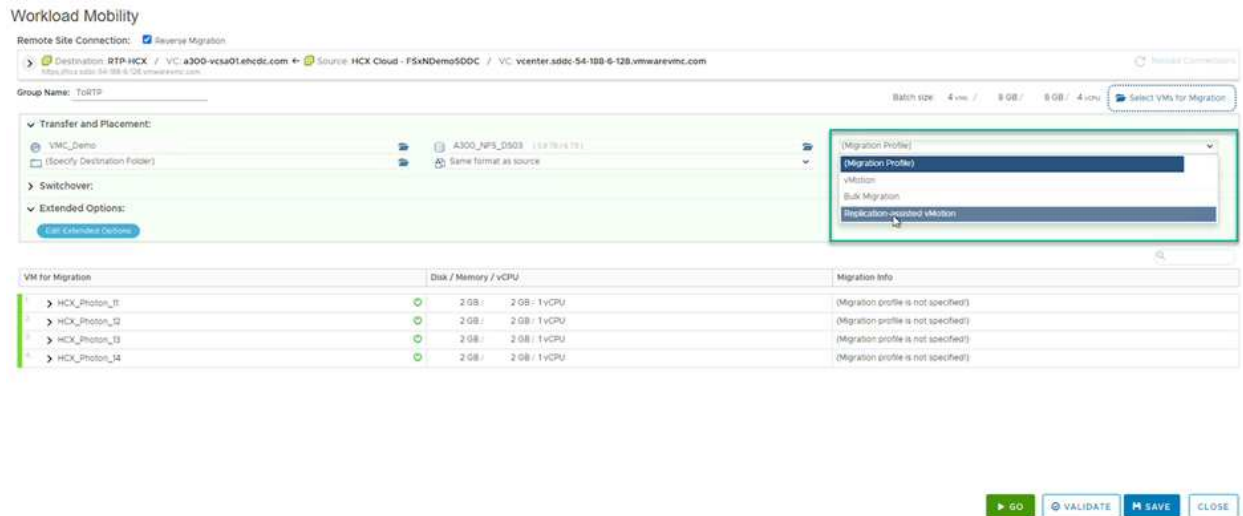 Workload Mobility
Remote Site Connection: Reverse Migration
Destination: RTP-HCX / VC: a300-vcsa01.ehcdc.com ← Source: HCX Cloud - FSxNDemoSDDC / VC: vcenter.sddc-54-188-6-128.vmwarevmc.com
Reload Connections
Group Name: ToRTP
Batch size: 4 VMs / 8 GB / 8 GB / 4 vCPU
Select VMs for Migration
Transfer and Placement:
VMC_Demo
A300_NFS_DS03
(Migration Profile)
(Specify Destination Folder)
Same format as source
(Migration Profile)
vMotion
Bulk Migration
Replication-assisted vMotion
Switchover:
Extended Options:
Edit Extended Options
VM for Migration Disk / Memory / vCPU Migration Info
1 HCX_Photon_11 2 GB / 2 GB / 1 vCPU (Migration profile is not specified!)
2 HCX_Photon_12 2 GB / 2 GB / 1 vCPU (Migration profile is not specified!)
3 HCX_Photon_13 2 GB / 2 GB / 1 vCPU (Migration profile is not specified!)
4 HCX_Photon_14 2 GB / 2 GB / 1 vCPU (Migration profile is not specified!)
GO VALIDATE SAVE CLOSE